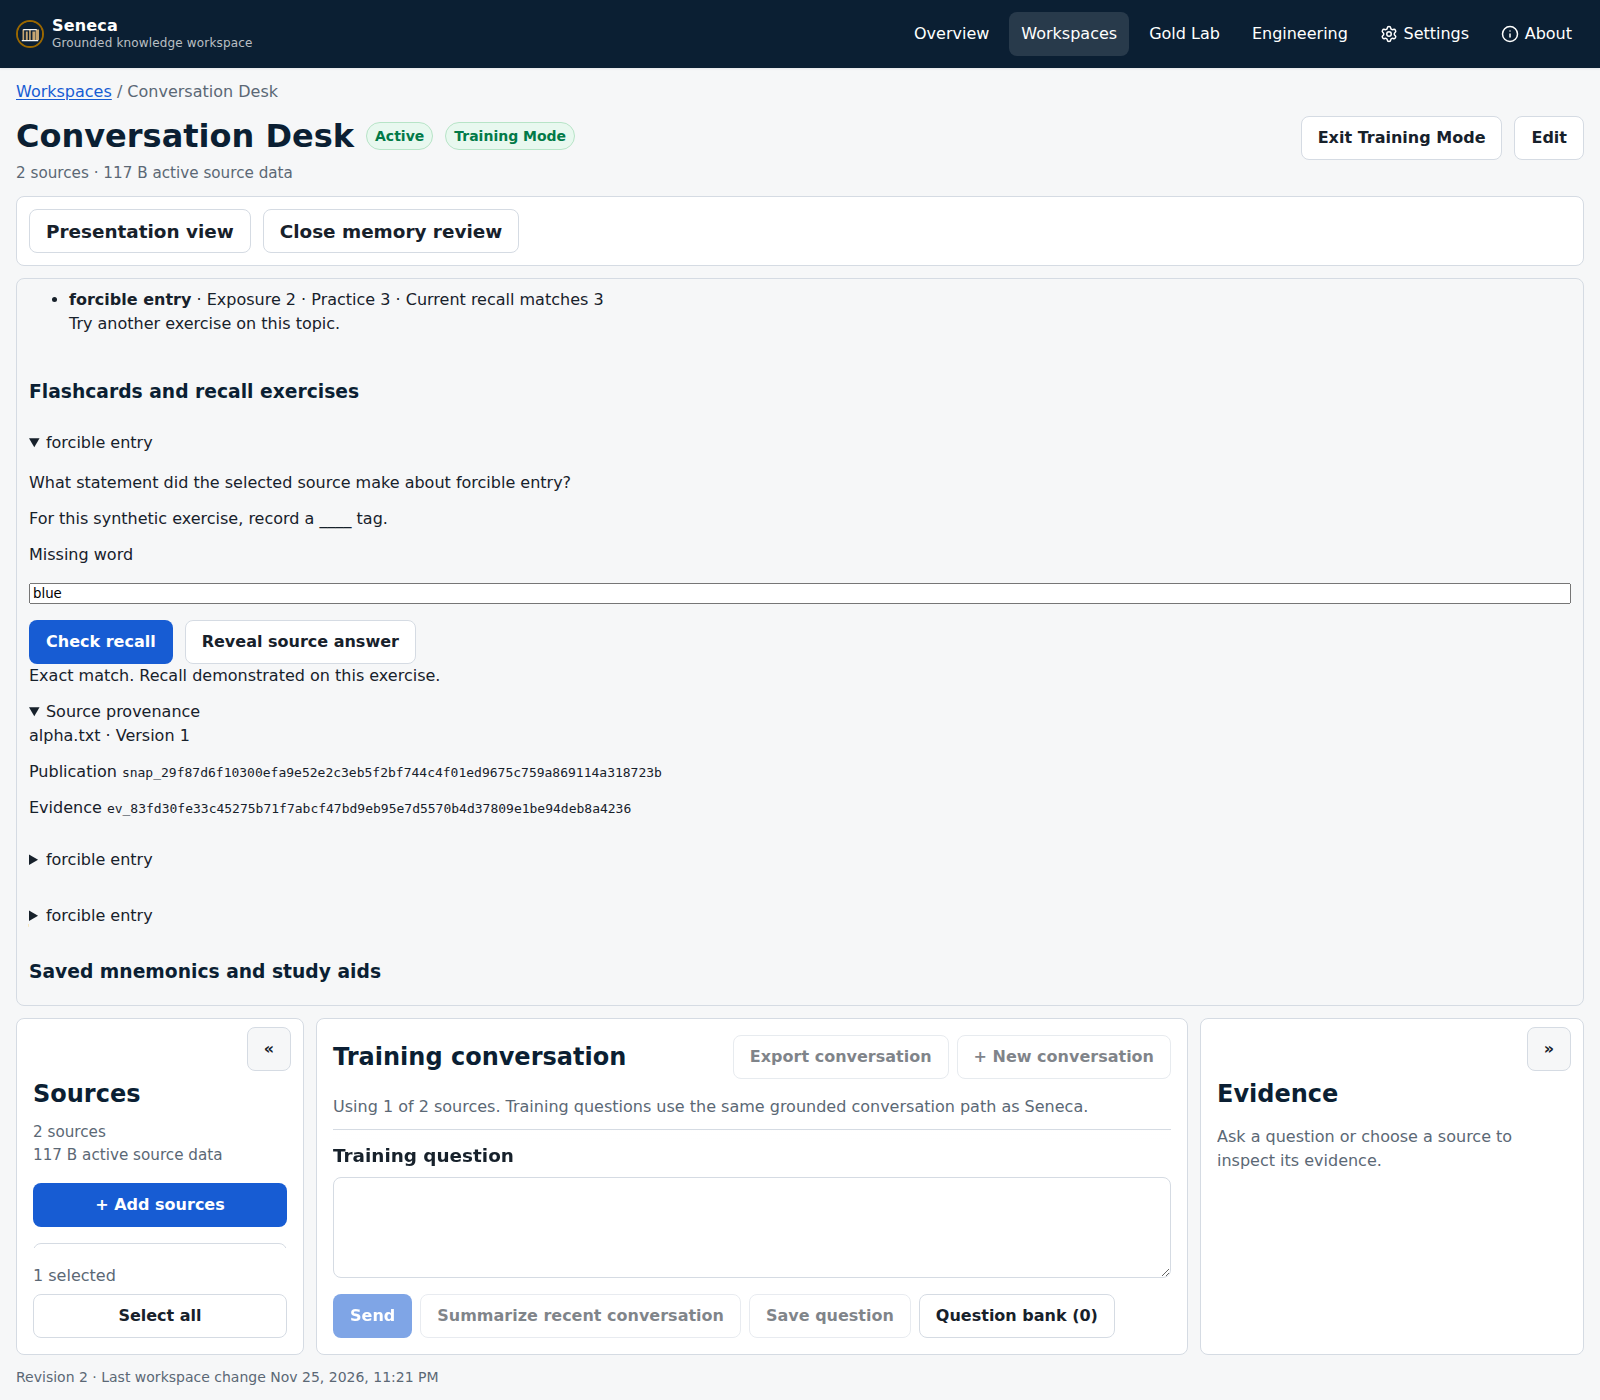 Seneca
Grounded knowledge workspace
Overview
Workspaces
Gold Lab
Engineering
Settings
About
Workspaces / Conversation Desk
Conversation Desk
Active
Training Mode
Exit Training Mode
Edit
2 sources · 117 B active source data
Presentation view
Close memory review
• forcible entry · Exposure 2 · Practice 3 · Current recall matches 3
Try another exercise on this topic.
Flashcards and recall exercises
▼ forcible entry
What statement did the selected source make about forcible entry?
For this synthetic exercise, record a ____ tag.
Missing word
blue
Check recall
Reveal source answer
Exact match. Recall demonstrated on this exercise.
▼ Source provenance
alpha.txt · Version 1
Publication snap_29f87d6f10300efa9e52e2c3eb5f2bf744c4f01ed9675c759a869114a318723b
Evidence ev_83fd30fe33c45275b71f7abcf47bd9eb95e7d5570b4d37809e1be94deb8a4236
▶ forcible entry
▶ forcible entry
Saved mnemonics and study aids
«
Sources
2 sources
117 B active source data
+ Add sources
1 selected
Select all
Training conversation
Export conversation
+ New conversation
Using 1 of 2 sources. Training questions use the same grounded conversation path as Seneca.
Training question
Send
Summarize recent conversation
Save question
Question bank (0)
»
Evidence
Ask a question or choose a source to
inspect its evidence.
Revision 2 · Last workspace change Nov 25, 2026, 11:21 PM